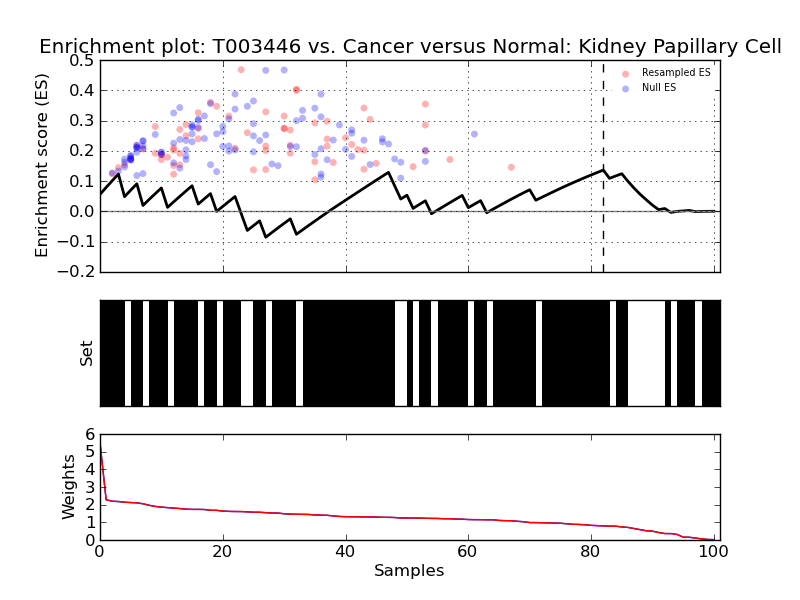 Enrichment plot: T003446 vs. Cancer versus Normal: Kidney Papillary Cell
Enrichment score (ES)
0.5
0.4
0.3
0.2
0.1
0.0
−0.1
−0.2
Resampled ES
Null ES
Set
Weights
6
5
4
3
2
1
0
0 20 40 60 80 100
Samples